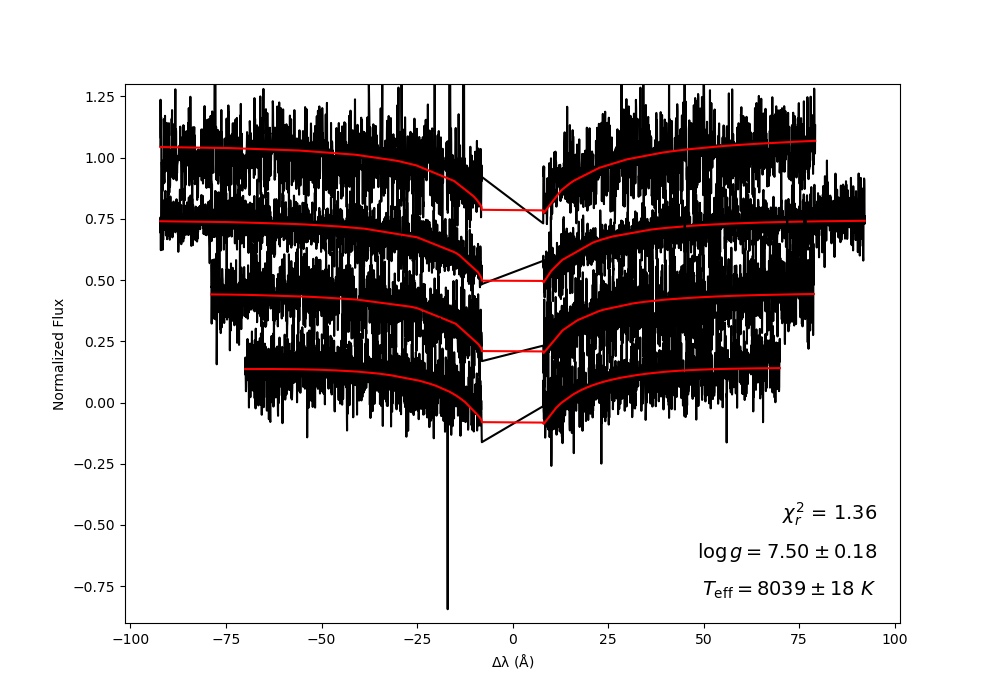 1.25
1.00
0.75
0.50
0.25
0.00
−0.25
−0.50
−0.75
Normalized Flux
χ²ᵣ = 1.36
log g = 7.50 ± 0.18
T_eff = 8039 ± 18 K
−100 −75 −50 −25 0 25 50 75 100
Δλ (Å)